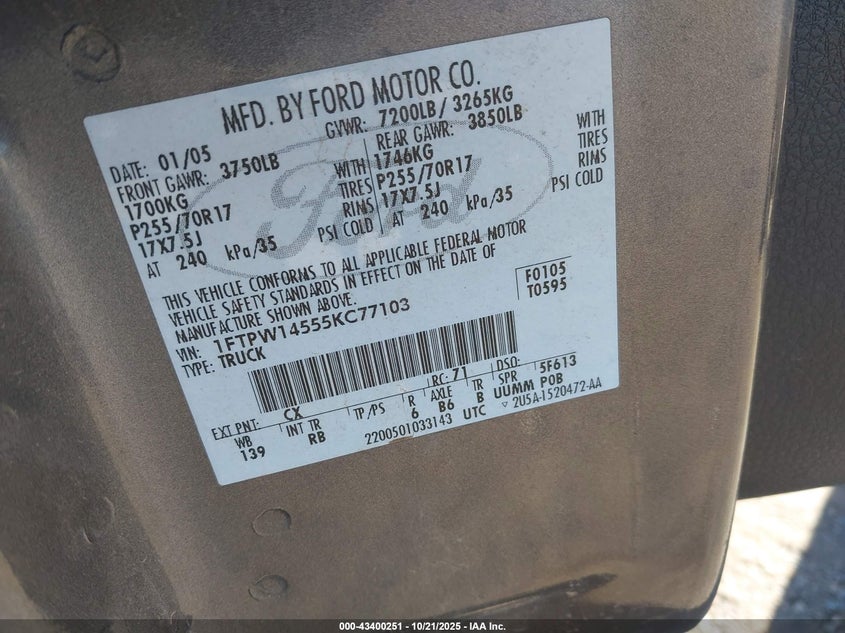 MFD. BY FORD MOTOR CO.
DATE: 01/05 GVWR: 7200LB/ 3265KG
FRONT GAWR: 3750LB REAR GAWR: 3850LB
1700KG WITH 1746KG WITH
P255/70R17 TIRES P255/70R17 TIRES
17X7.5J RIMS 17X7.5J RIMS
AT 240 kPa/35 PSI COLD AT 240 kPa/35 PSI COLD
THIS VEHICLE CONFORMS TO ALL APPLICABLE FEDERAL MOTOR
VEHICLE SAFETY STANDARDS IN EFFECT ON THE DATE OF
MANUFACTURE SHOWN ABOVE.
VIN: 1FTPW14555KC77103
TYPE: TRUCK
F0105
T0595
RC: 71 DSO:
EXT PNT: CX 5F613
WB INT TR TP/PS R AXLE TR SPR
139 RB 6 B6 B UUMM POB
2200501033143 UTC 2U5A-1520472-AA
Ford
000-43400251 - 10/21/2025 - IAA Inc.